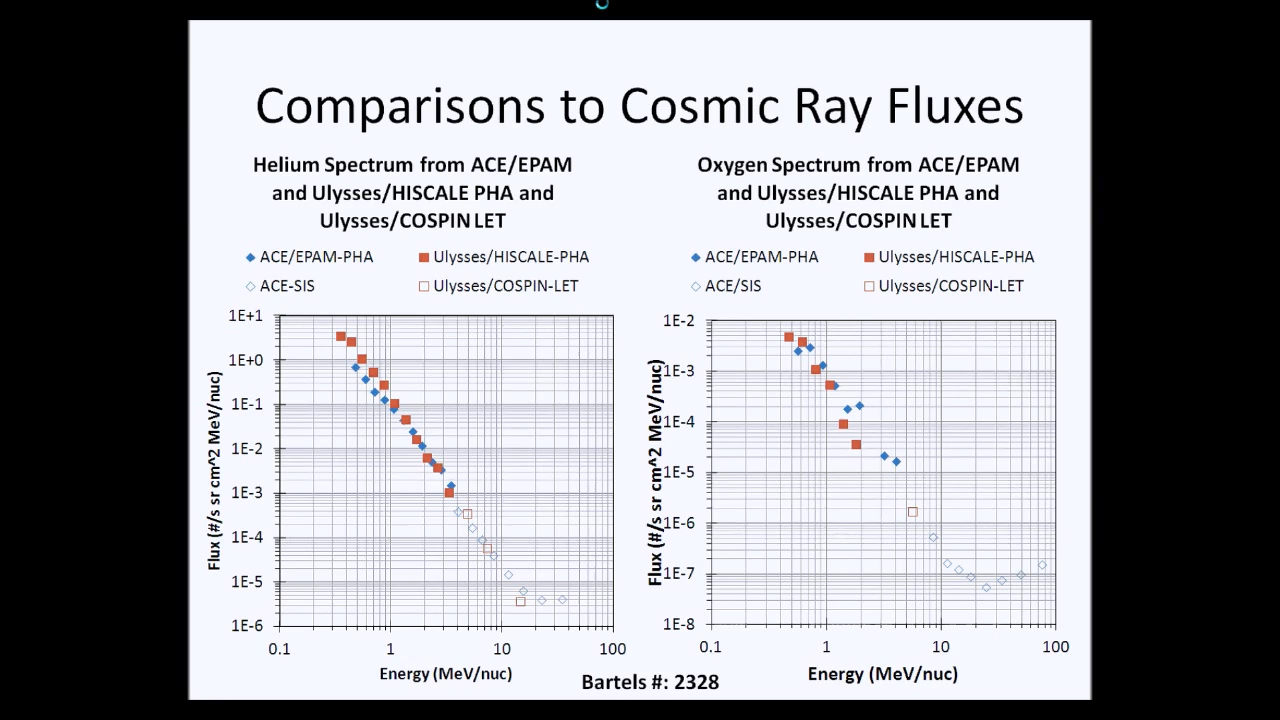 Comparisons to Cosmic Ray Fluxes
Helium Spectrum from ACE/EPAM
and Ulysses/HISCALE PHA and
Ulysses/COSPIN LET
ACE/EPAM-PHA
Ulysses/HISCALE-PHA
ACE-SIS
Ulysses/COSPIN-LET
1E+1
1E+0
1E-1
1E-2
1E-3
1E-4
1E-5
1E-6
Flux (#/s sr cm^2 MeV/nuc)
0.1
1
10
100
Energy (MeV/nuc)
Oxygen Spectrum from ACE/EPAM
and Ulysses/HISCALE PHA and
Ulysses/COSPIN LET
ACE/EPAM-PHA
Ulysses/HISCALE-PHA
ACE/SIS
Ulysses/COSPIN-LET
1E-2
1E-3
1E-4
1E-5
1E-6
1E-7
1E-8
Flux (#/s sr cm^2 MeV/nuc)
0.1
1
10
100
Energy (MeV/nuc)
Bartels #: 2328